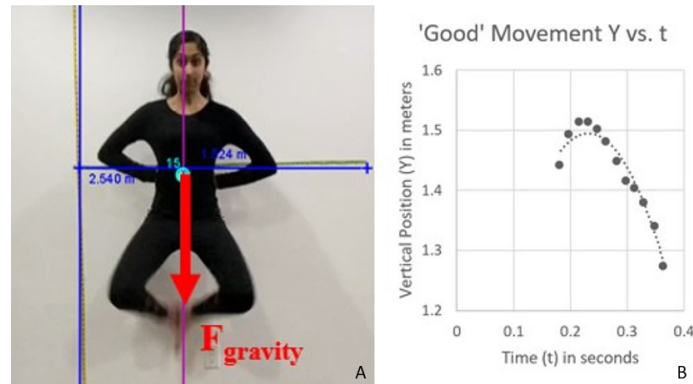 15
1.524 m
2.540 m
F gravity
A
'Good' Movement Y vs. t
Vertical Position (Y) in meters
1.6
1.5
1.4
1.3
1.2
0
0.1
0.2
0.3
0.4
Time (t) in seconds
B